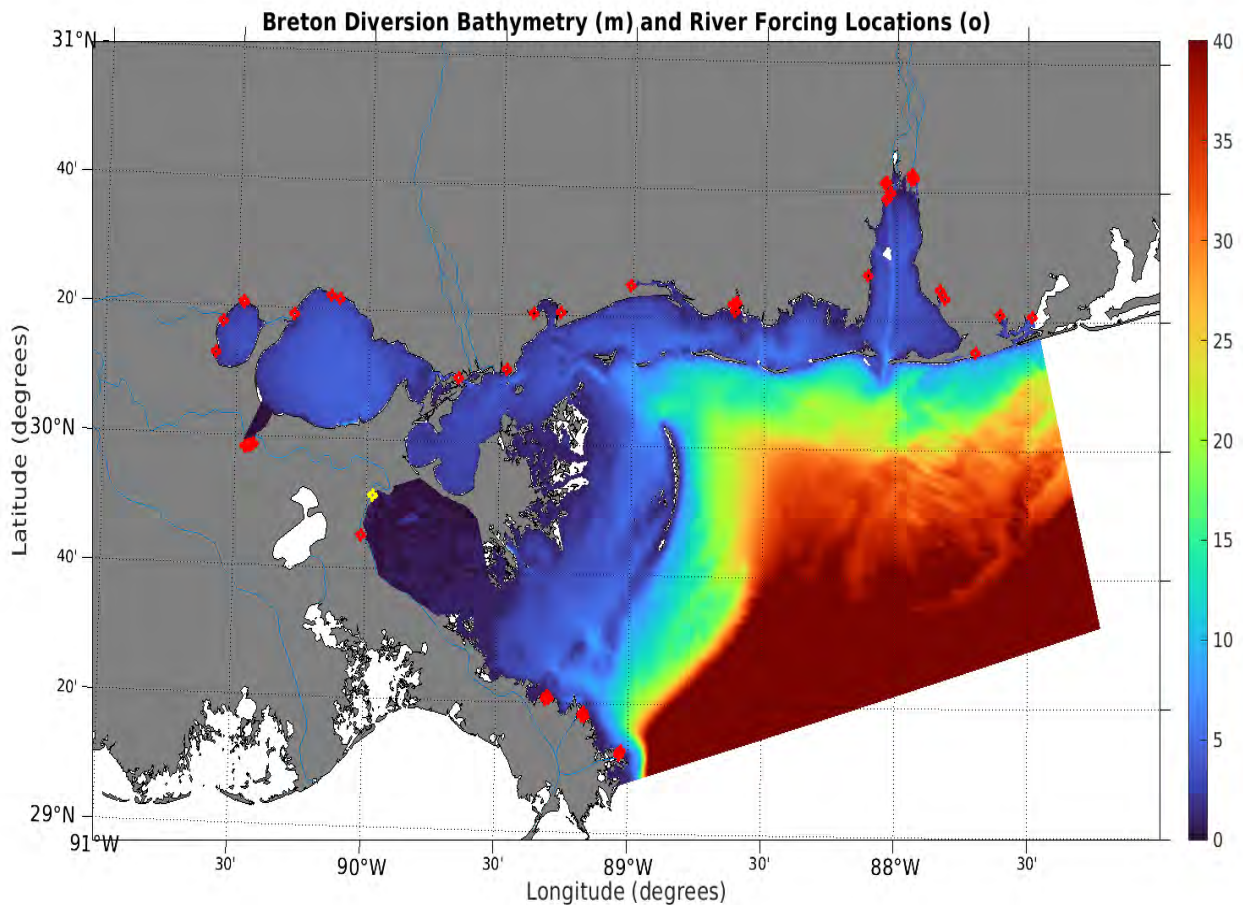 Breton Diversion Bathymetry (m) and River Forcing Locations (o)
31°N
40'
20'
30°N
40'
20'
29°N
91°W
30'
90°W
30'
89°W
30'
88°W
30'
Latitude (degrees)
Longitude (degrees)
40
35
30
25
20
15
10
5
0